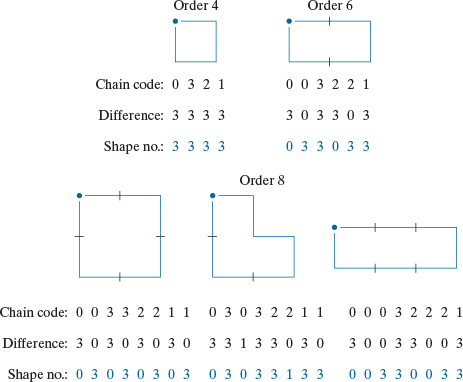 Order 4 Order 6
Chain code: 0 3 2 1 0 0 3 2 2 1
Difference: 3 3 3 3 3 0 3 3 0 3
Shape no.: 3 3 3 3 0 3 3 0 3 3
Order 8
Chain code: 0 0 3 3 2 2 1 1 0 3 0 3 2 2 1 1 0 0 0 3 2 2 2 1
Difference: 3 0 3 0 3 0 3 0 3 3 1 3 3 0 3 0 3 0 0 3 3 0 0 3
Shape no.: 0 3 0 3 0 3 0 3 0 3 0 3 3 1 3 3 0 0 3 3 0 0 3 3